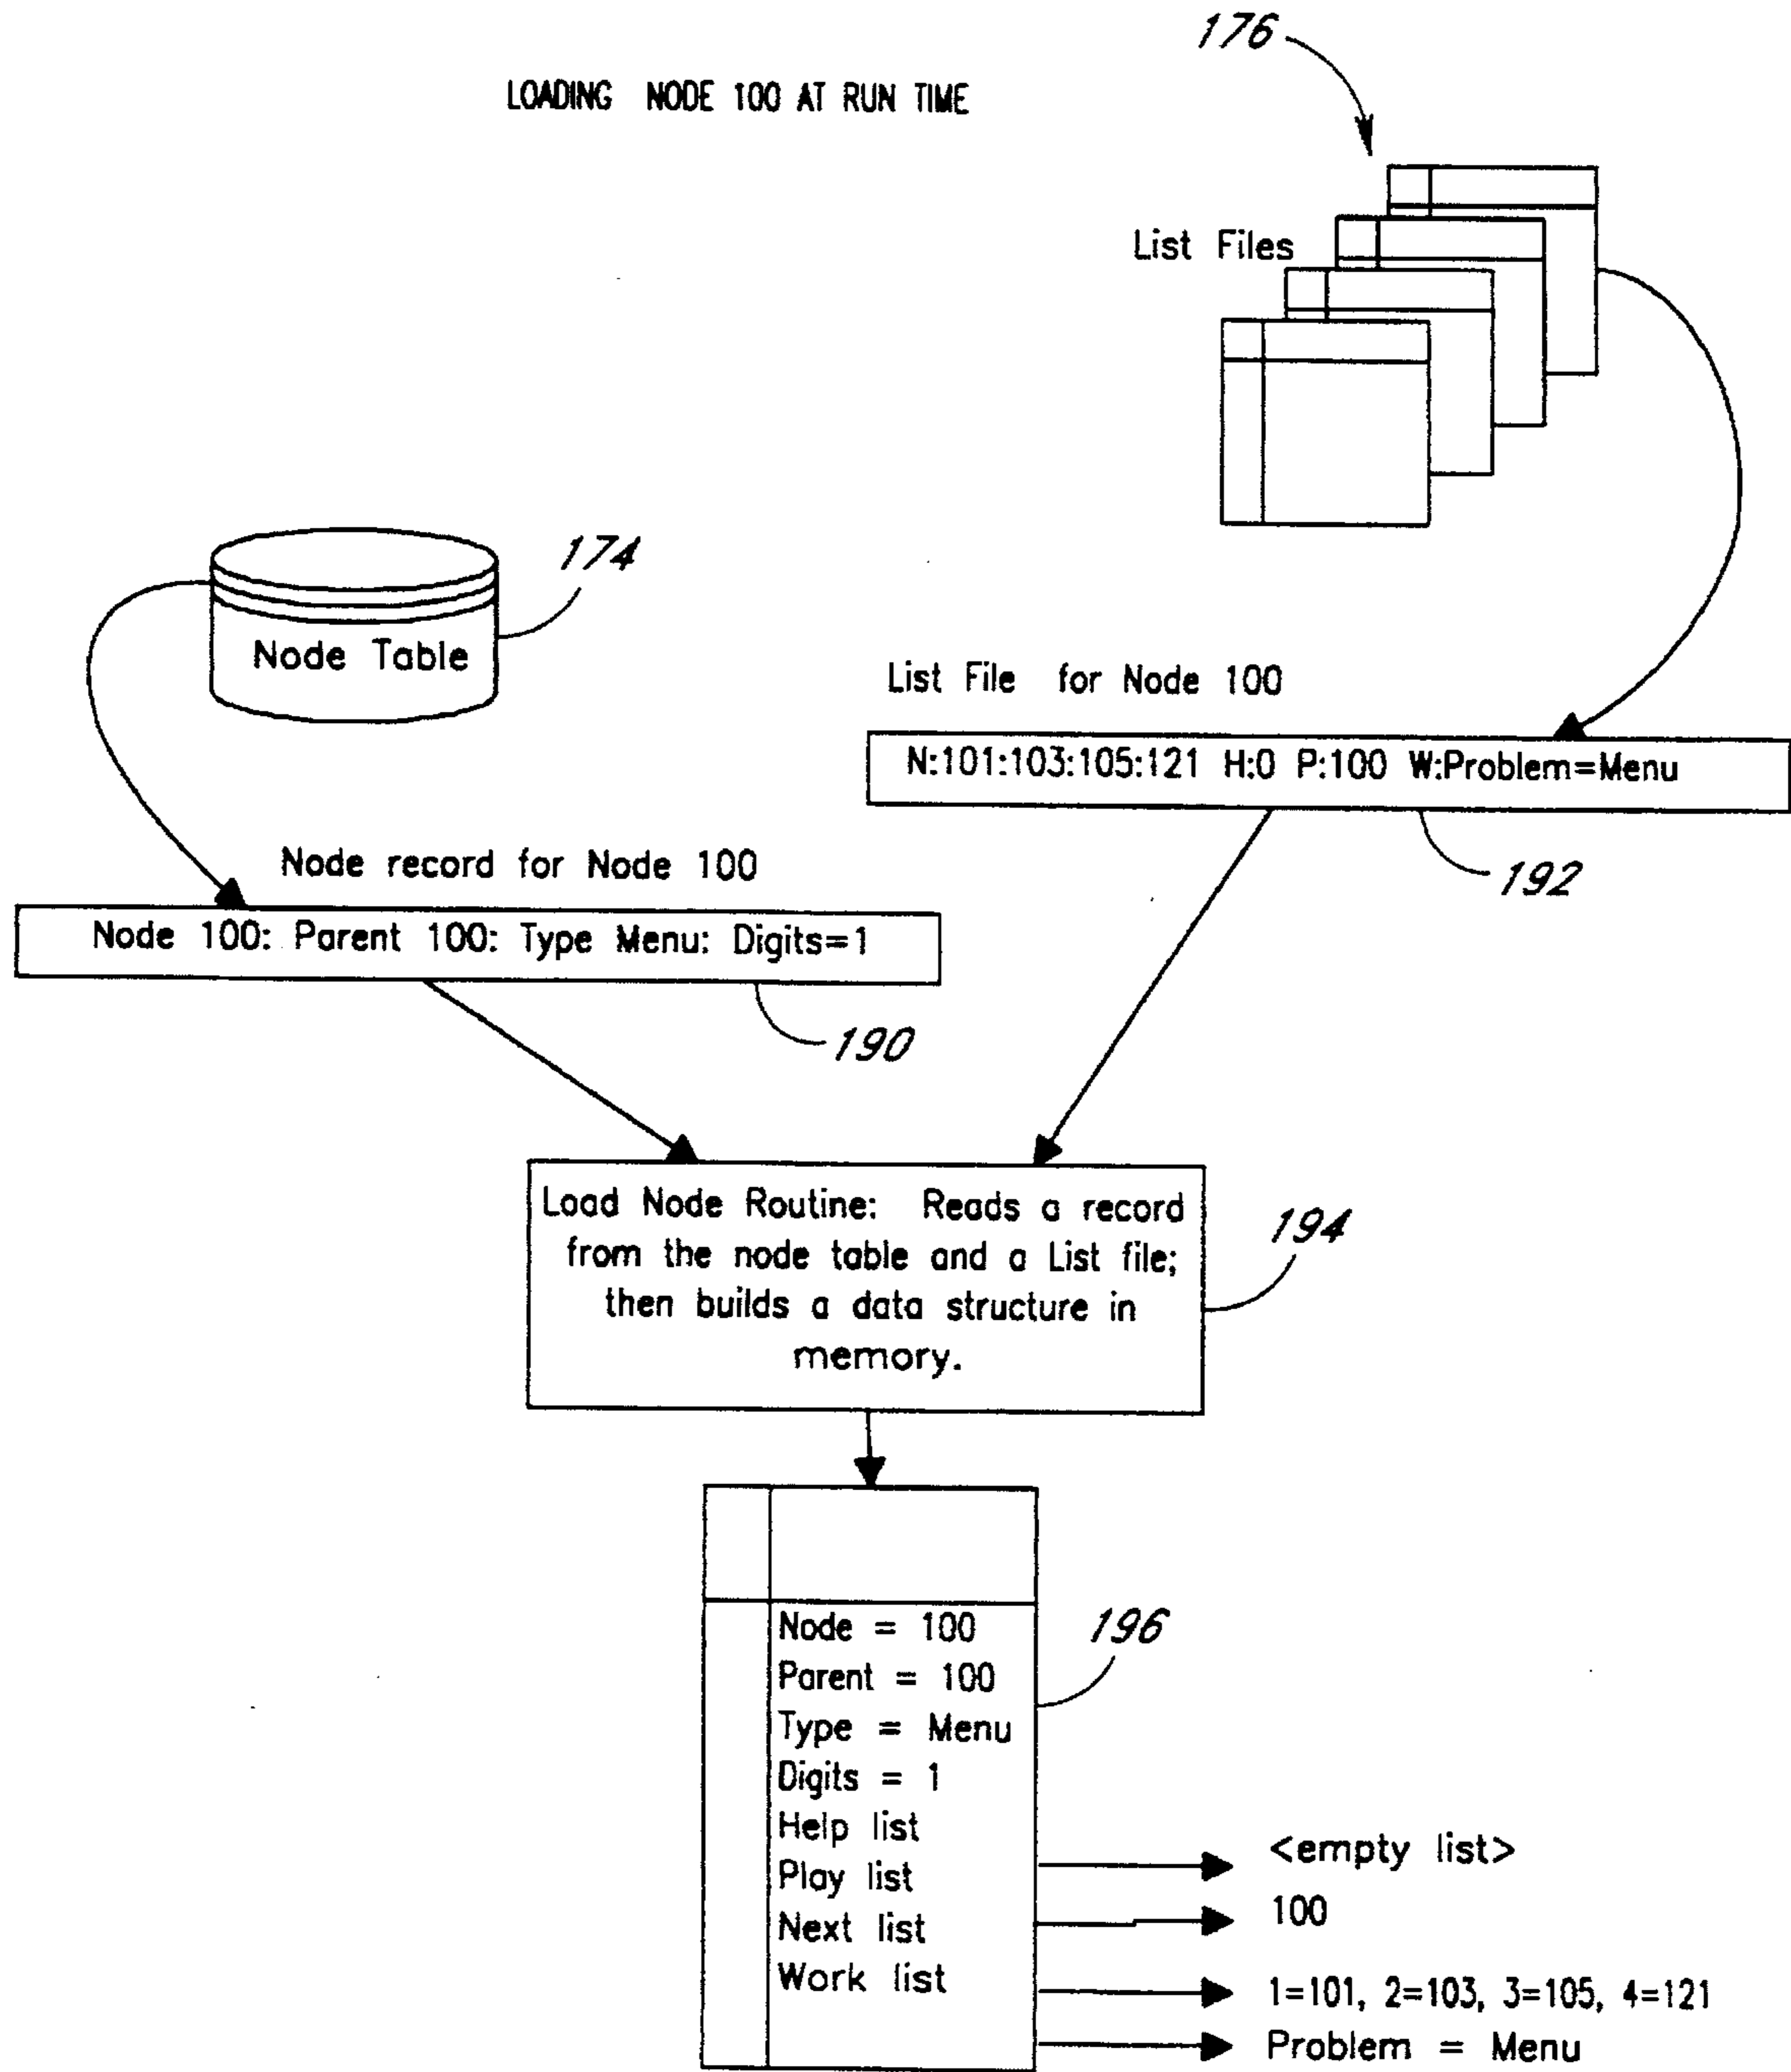 176
LOADING NODE 100 AT RUN TIME
List Files
174
Node Table
List File for Node 100
N:101:103:105:121 H:0 P:100 W:Problem=Menu
192
Node record for Node 100
Node 100: Parent 100: Type Menu: Digits=1
190
Load Node Routine: Reads a record
from the node table and a List file;
then builds a data structure in
memory.
194
Node = 100
196
Parent = 100
Type = Menu
Digits = 1
Help list
<empty list>
Play list
100
Next list
Work list
1=101, 2=103, 3=105, 4=121
Problem = Menu